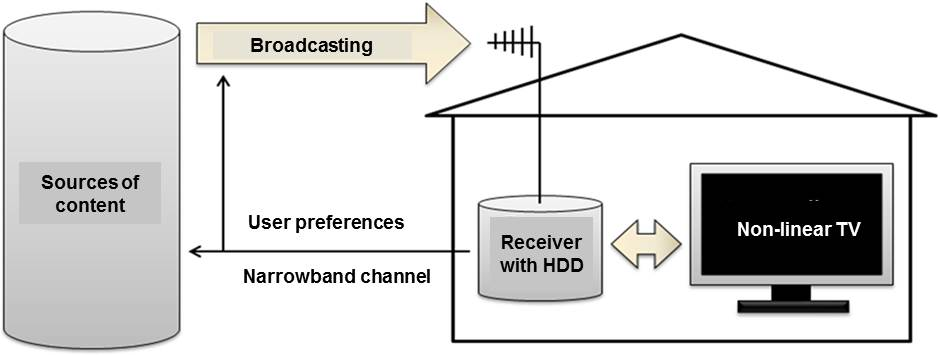 Broadcasting
Sources of
content
User preferences
Narrowband channel
Receiver
with HDD
Non-linear TV